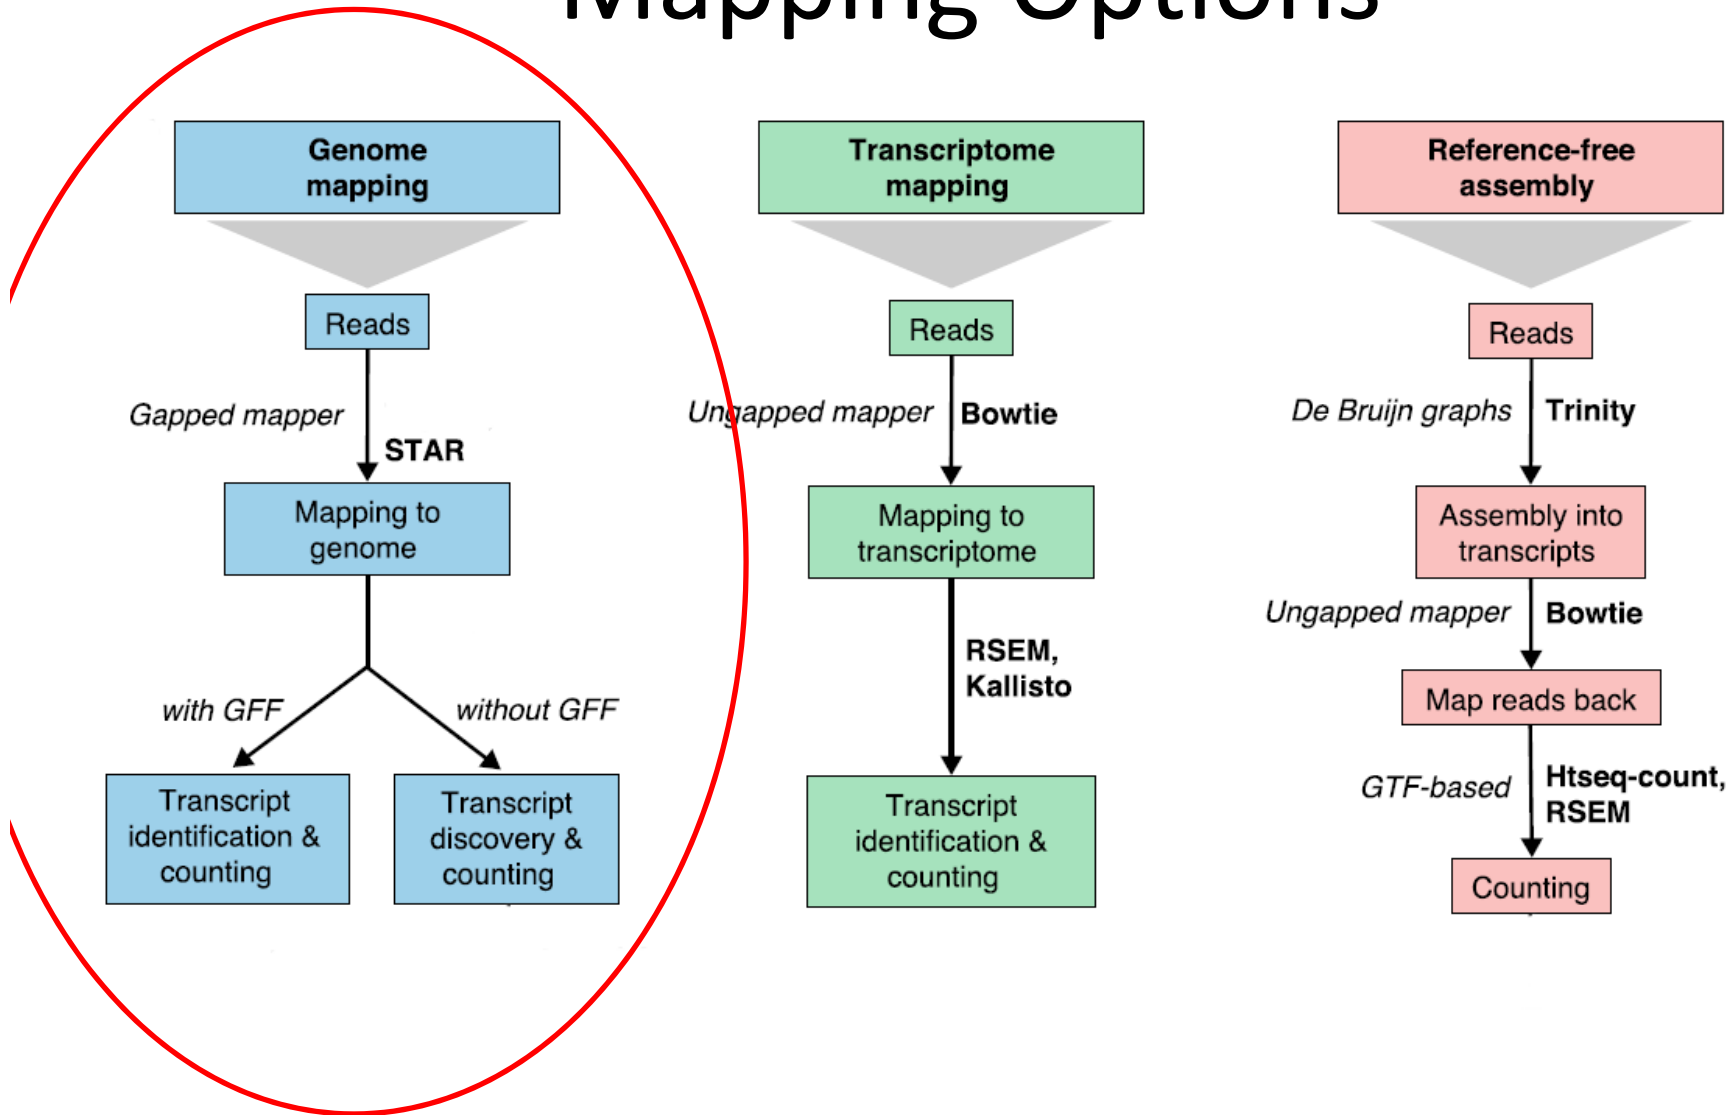 Mapping Options
Genome
mapping
Reads
Gapped mapper
STAR
Mapping to
genome
with GFF
without GFF
Transcript
identification &
counting
Transcript
discovery &
counting
Transcriptome
mapping
Reads
Ungapped mapper
Bowtie
Mapping to
transcriptome
RSEM,
Kallisto
Transcript
identification &
counting
Reference-free
assembly
Reads
De Bruijn graphs
Trinity
Assembly into
transcripts
Ungapped mapper
Bowtie
Map reads back
GTF-based
Htseq-count,
RSEM
Counting